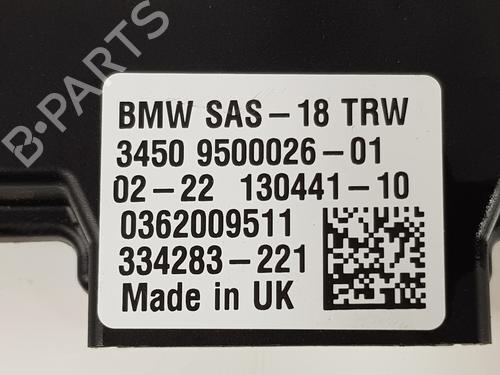 B-PARTS
BMW SAS-18 TRW
3450 9500026-01
02-22 130441-10
0362009511
334283-221
Made in UK